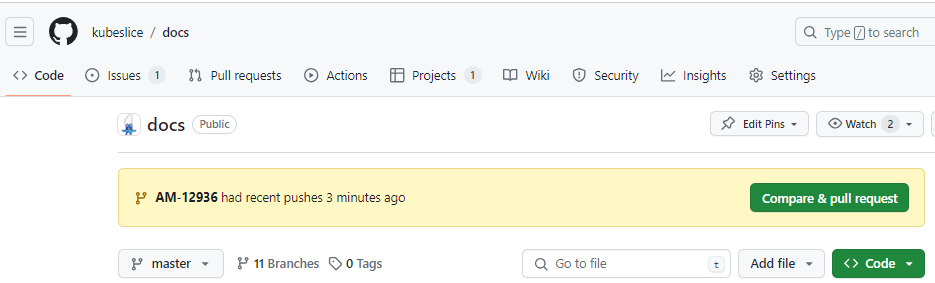 kubeslice / docs
Type / to search
Code Issues 1 Pull requests Actions Projects 1 Wiki Security Insights Settings
docs Public
Edit Pins Watch 2
AM-12936 had recent pushes 3 minutes ago
Compare & pull request
master 11 Branches 0 Tags
Go to file t
Add file
<> Code